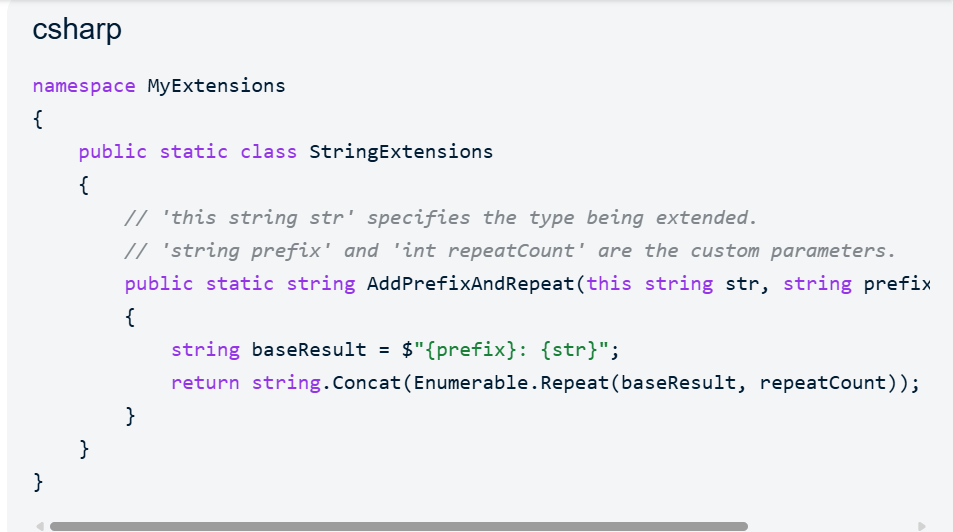 csharp
namespace MyExtensions
{
    public static class StringExtensions
    {
        // 'this string str' specifies the type being extended.
        // 'string prefix' and 'int repeatCount' are the custom parameters.
        public static string AddPrefixAndRepeat(this string str, string prefix
        {
            string baseResult = $"{prefix}: {str}";
            return string.Concat(Enumerable.Repeat(baseResult, repeatCount));
        }
    }
}